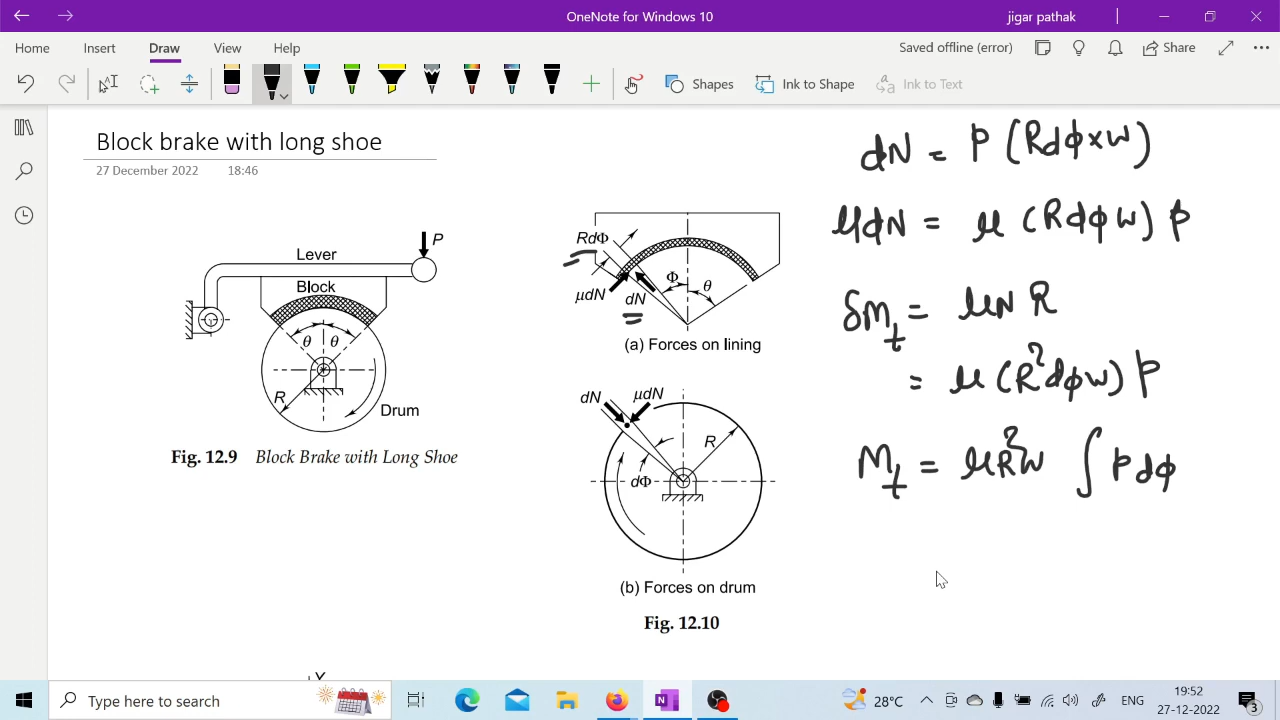 OneNote for Windows 10
jigar pathak
Home Insert Draw View Help
Saved offline (error)
Share
Shapes
Ink to Shape
Ink to Text
Block brake with long shoe
27 December 2022 18:46
P
Lever
Block
θ θ
R
Drum
Fig. 12.9 Block Brake with Long Shoe
RdΦ
Φ
θ
μdN
dN
(a) Forces on lining
dN
μdN
R
dΦ
(b) Forces on drum
Fig. 12.10
dN = P (Rdϕ×w)
μdN = μ (Rdϕw) P
δM_t = μN R
= μ (R²dϕw) P
M_t = μR²w ∫ P dϕ
Y
Type here to search
28°C
ENG
19:52
27-12-2022
3